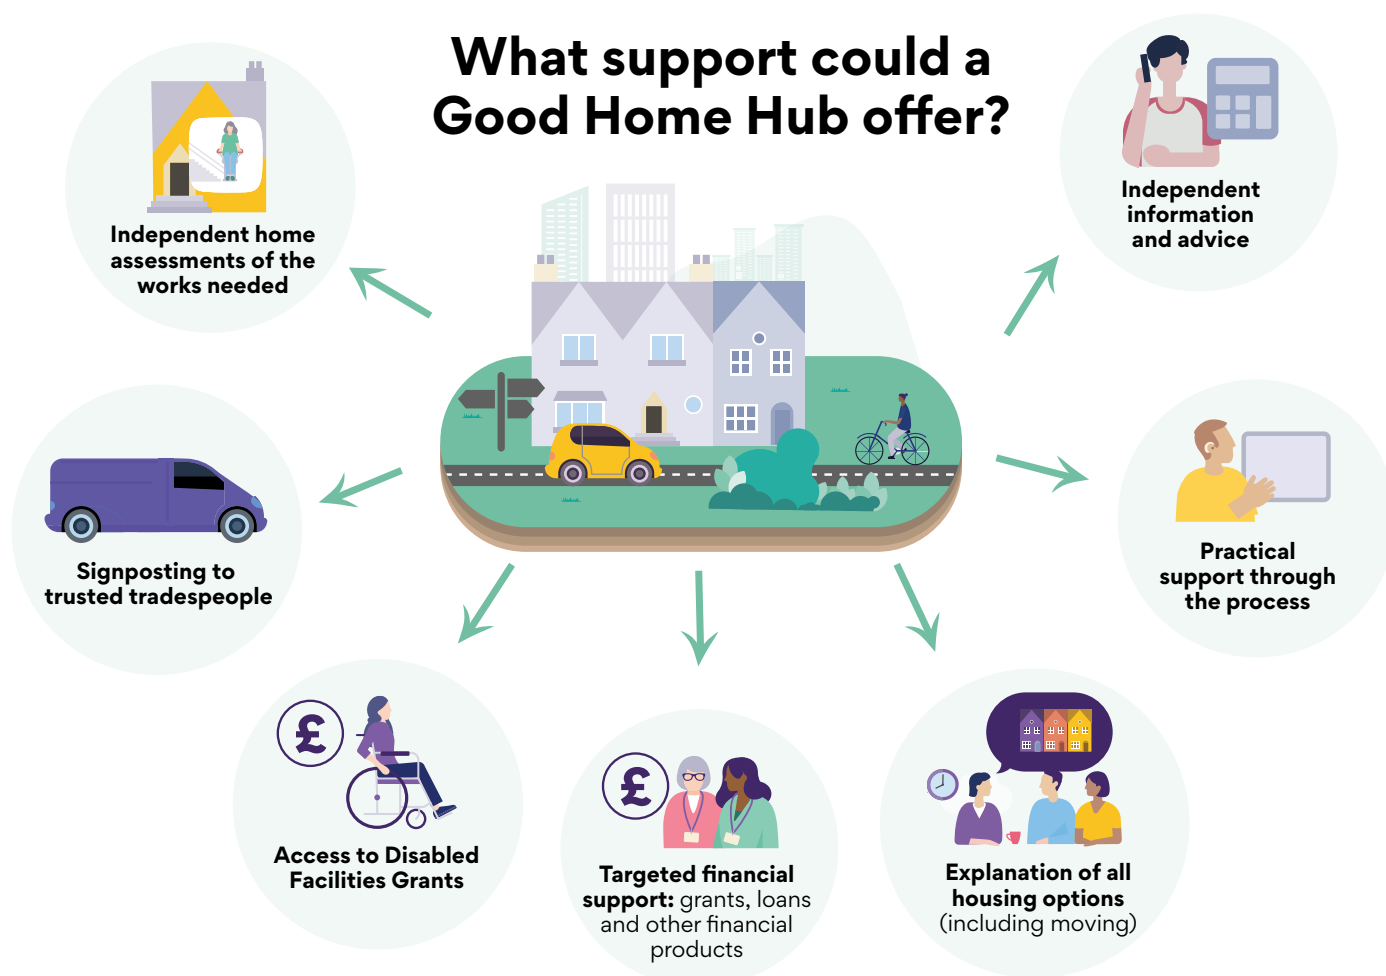 What support could a
Good Home Hub offer?
Independent home
assessments of the
works needed
Independent
information
and advice
Signposting to
trusted tradespeople
Practical
support through
the process
£
Access to Disabled
Facilities Grants
£
Targeted financial
support: grants, loans
and other financial
products
Explanation of all
housing options
(including moving)